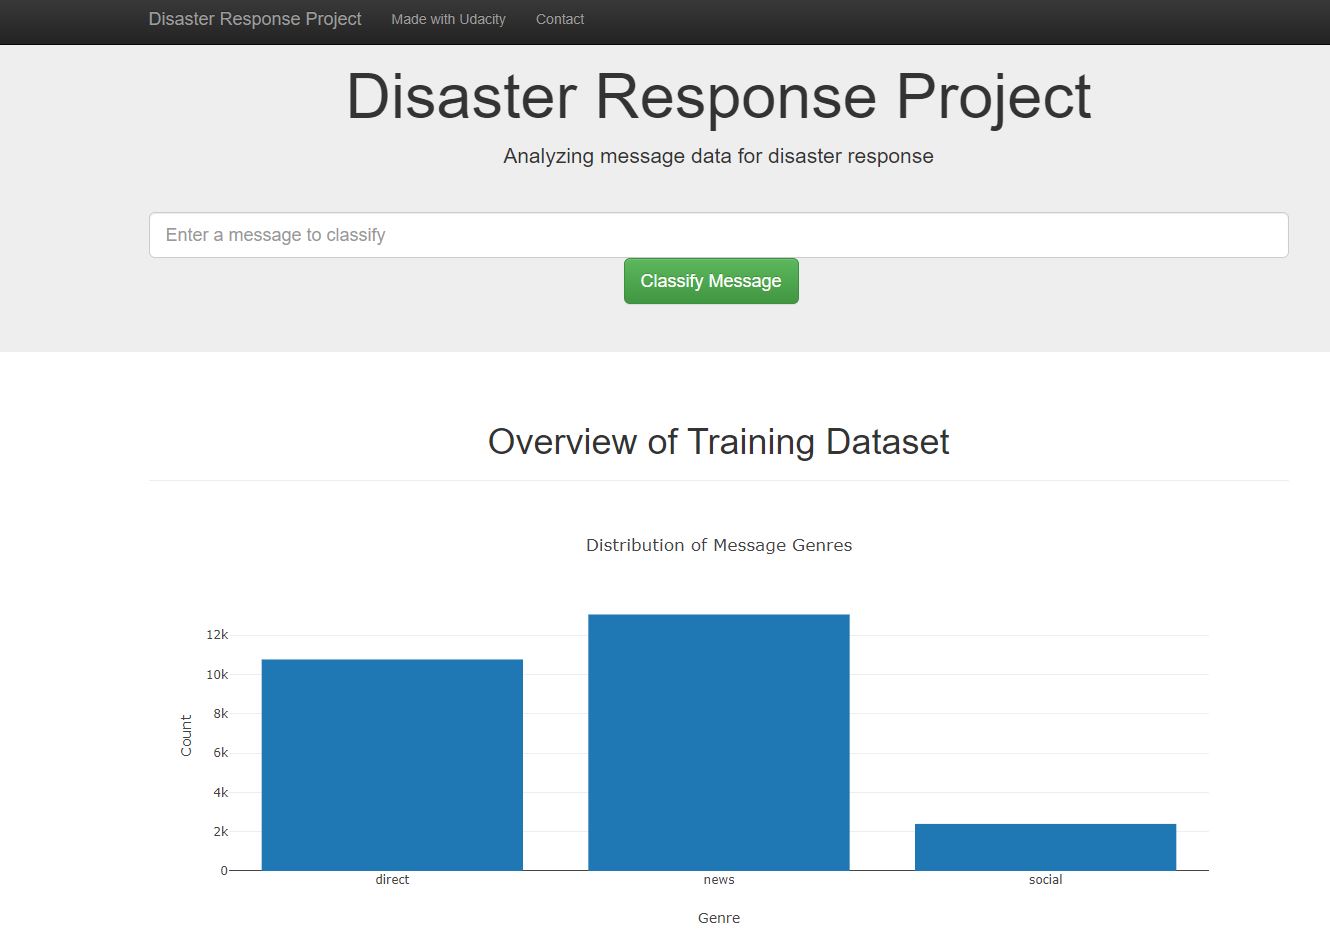 Disaster Response Project Made with Udacity Contact
Disaster Response Project
Analyzing message data for disaster response
Enter a message to classify
Classify Message
Overview of Training Dataset
Distribution of Message Genres
12k
10k
8k
6k
4k
2k
0
Count
direct news social
Genre